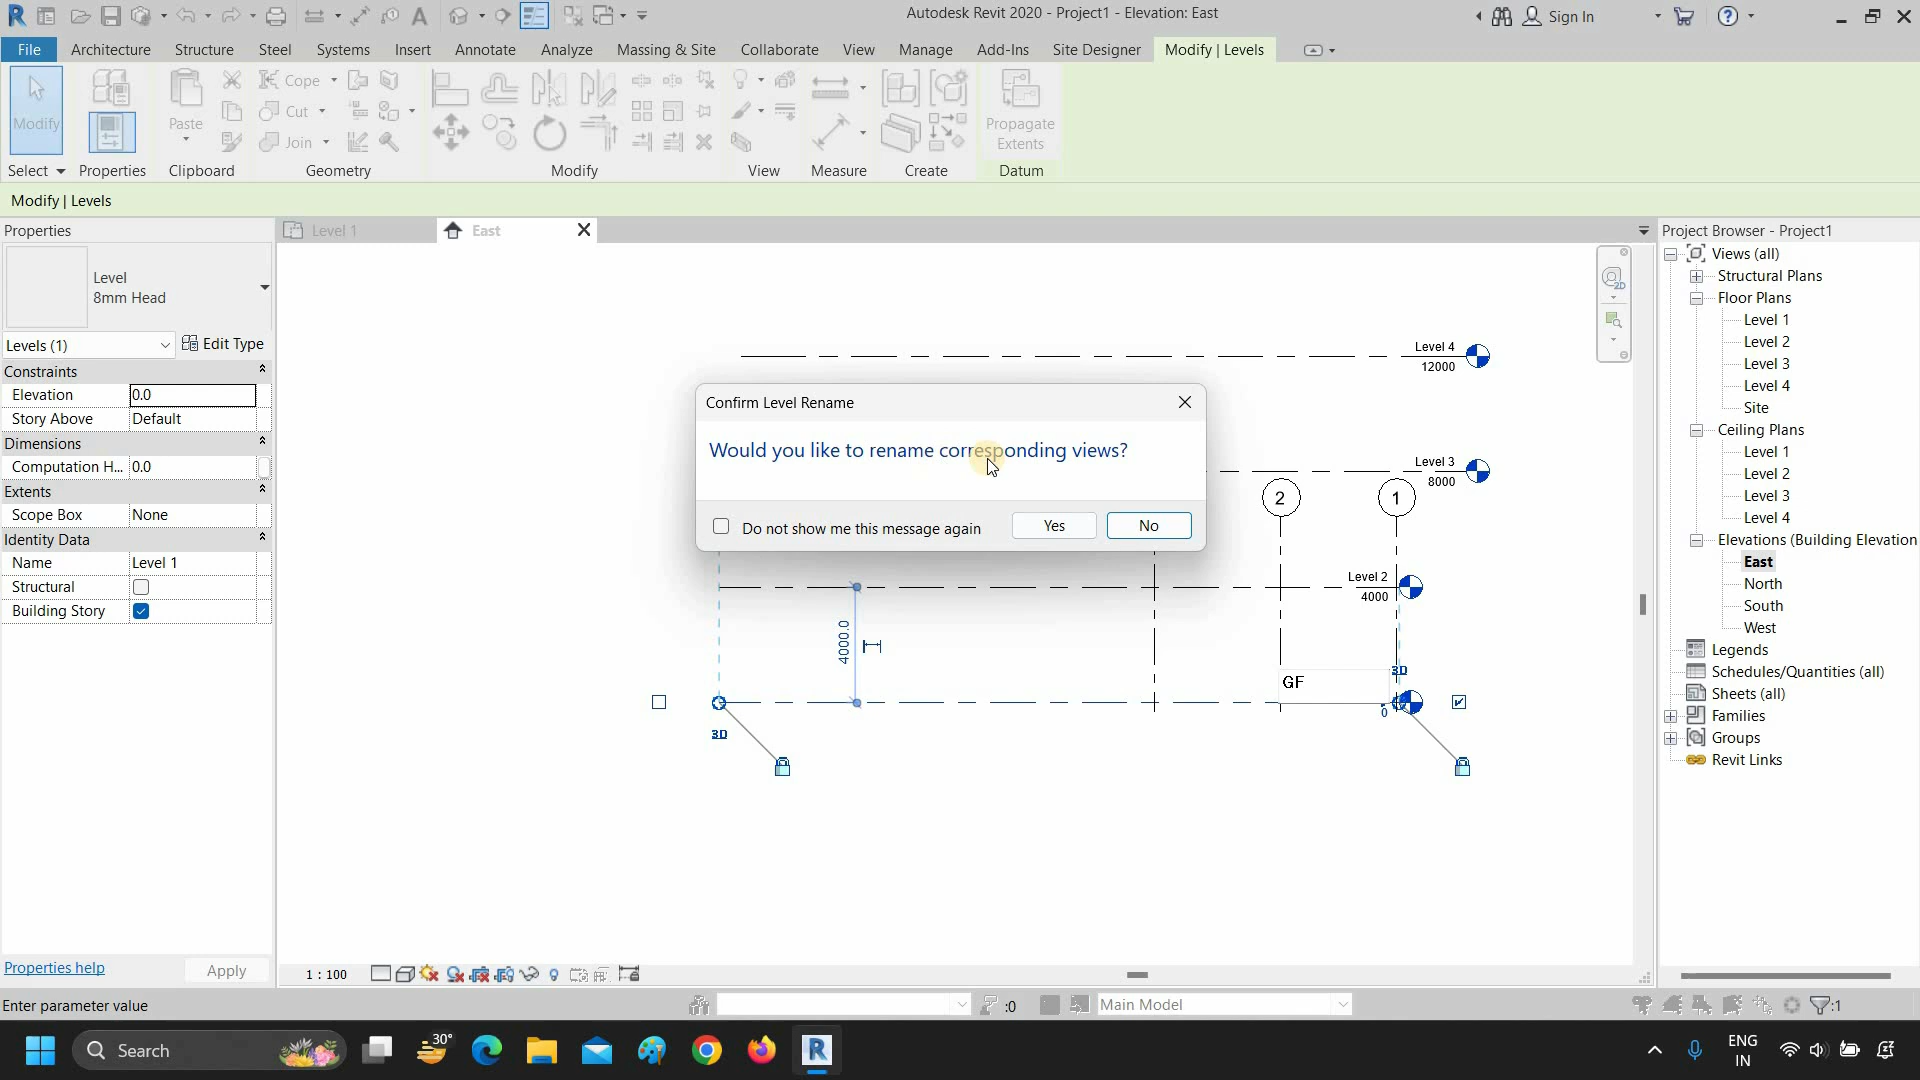 Autodesk Revit 2020 - Project1 - Elevation: East
Sign In
File
Architecture
Structure
Steel
Systems
Insert
Annotate
Analyze
Massing & Site
Collaborate
View
Manage
Add-Ins
Site Designer
Modify | Levels
Modify
Paste
Cope
Cut
Join
Propagate
Extents
Select
Properties
Clipboard
Geometry
Modify
View
Measure
Create
Datum
Modify | Levels
Properties
Level
8mm Head
Levels (1)
Edit Type
Constraints
Elevation 0.0
Story Above Default
Dimensions
Computation H... 0.0
Extents
Scope Box None
Identity Data
Name Level 1
Structural
Building Story
Properties help
Apply
Level 1
East
Level 4
12000
Level 3
8000
2
1
Level 2
4000
4000.0
3D
GF
0
3D
Confirm Level Rename
Would you like to rename corresponding views?
Do not show me this message again
Yes
No
2D
Project Browser - Project1
Views (all)
Structural Plans
Floor Plans
Level 1
Level 2
Level 3
Level 4
Site
Ceiling Plans
Level 1
Level 2
Level 3
Level 4
Elevations (Building Elevation
East
North
South
West
Legends
Schedules/Quantities (all)
Sheets (all)
Families
Groups
Revit Links
1 : 100
Enter parameter value
:0
Main Model
:1
Search
30°
ENG
IN